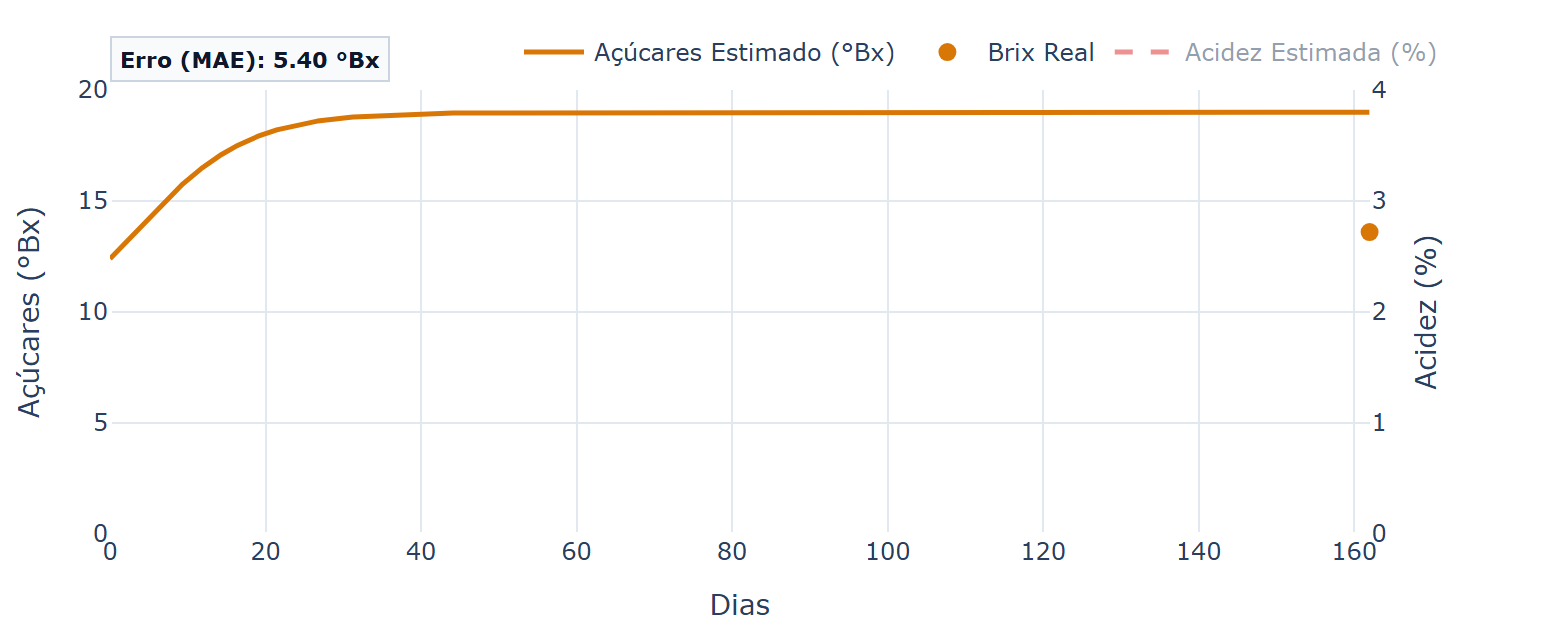 Erro (MAE): 5.40 °Bx
Açúcares Estimado (°Bx)
Brix Real
Acidez Estimada (%)
20
15
10
5
0
Açúcares (°Bx)
4
3
2
1
0
Acidez (%)
0 20 40 60 80 100 120 140 160
Dias